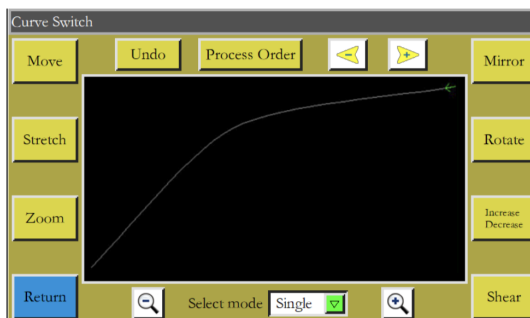 Curve Switch
Move
Undo
Process Order
Mirror
Stretch
Rotate
Zoom
Increase
Decrease
Return
Select mode
Single
Shear